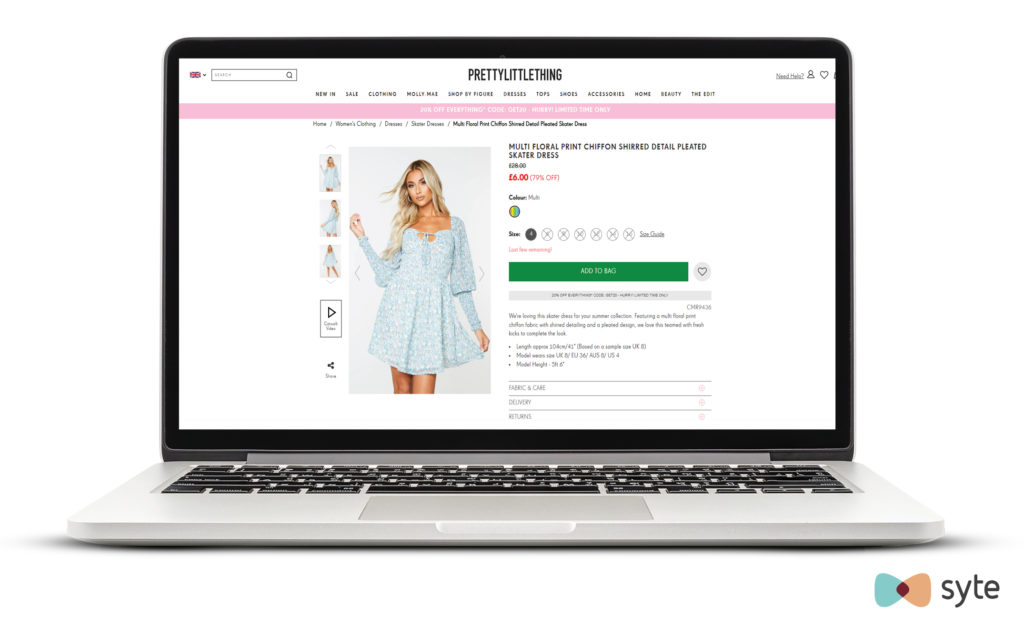 SEARCH
PRETTYLITTLETHING
Need Help?
NEW IN SALE CLOTHING MOLLY MAE SHOP BY FIGURE DRESSES TOPS SHOES ACCESSORIES HOME BEAUTY THE EDIT
20% OFF EVERYTHING* CODE: GET20 - HURRY! LIMITED TIME ONLY
Home / Women's Clothing / Dresses / Skater Dresses / Multi Floral Print Chiffon Shirred Detail Pleated Skater Dress
MULTI FLORAL PRINT CHIFFON SHIRRED DETAIL PLEATED
SKATER DRESS
£28.00
£6.00 (79% OFF)
Colour: Multi
Size: 4 Size Guide
Last few remaining!
ADD TO BAG
20% OFF EVERYTHING* CODE: GET20 - HURRY! LIMITED TIME ONLY
CMR9436
We're loving this skater dress for your summer collection. Featuring a multi floral print
chiffon fabric with shirred detailing and a pleated design, we love this teamed with fresh
kicks to complete the look.
• Length approx 104cm/41" (Based on a sample size UK 8)
• Model wears size UK 8/ EU 36/ AUS 8/ US 4
• Model Height - 5ft 6"
Catwalk
Video
Share
FABRIC & CARE
DELIVERY
RETURNS
syte